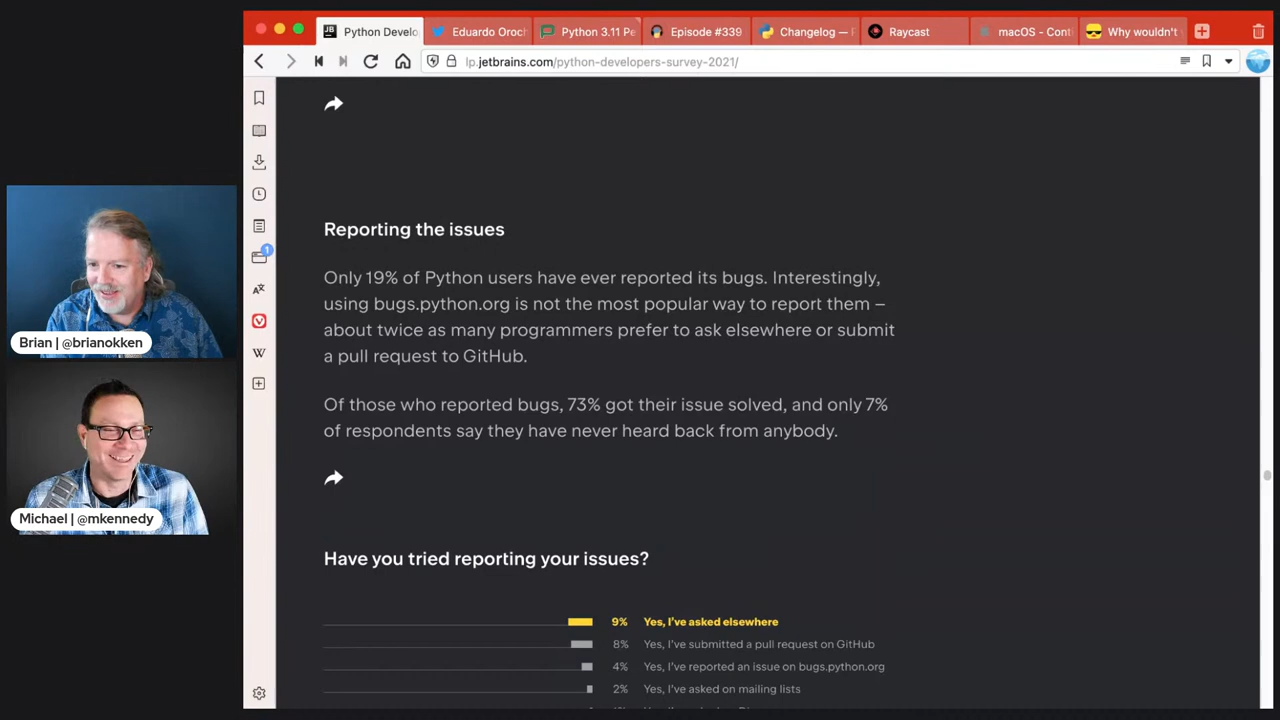 JB
Python Develo
Eduardo Oroch
Python 3.11 Pe
Episode #339
Changelog —
Raycast
macOS - Cont
Why wouldn't
lp.jetbrains.com/python-developers-survey-2021/
1
W
Reporting the issues
Only 19% of Python users have ever reported its bugs. Interestingly,
using bugs.python.org is not the most popular way to report them –
about twice as many programmers prefer to ask elsewhere or submit
a pull request to GitHub.
Of those who reported bugs, 73% got their issue solved, and only 7%
of respondents say they have never heard back from anybody.
Have you tried reporting your issues?
9% Yes, I've asked elsewhere
8% Yes, I've submitted a pull request on GitHub
4% Yes, I've reported an issue on bugs.python.org
2% Yes, I've asked on mailing lists
Brian | @brianokken
Michael | @mkennedy